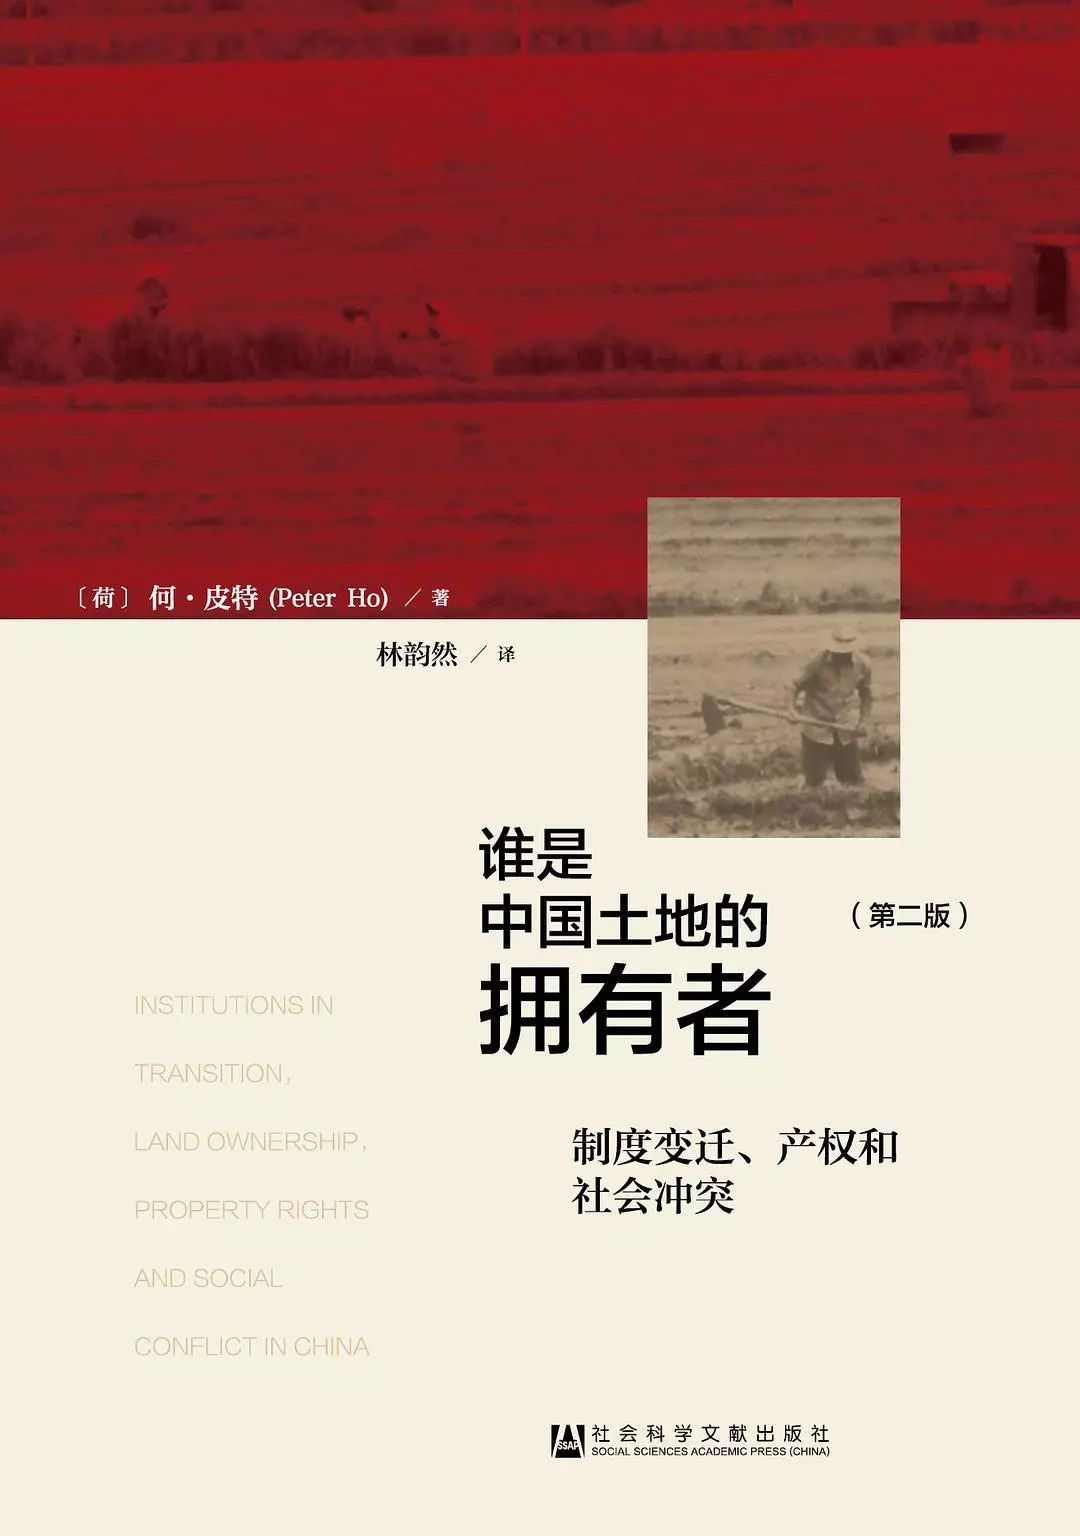 〔荷〕 何·皮特 (Peter Ho) ／ 著
林韵然 ／ 译
谁是
中国土地的
（第二版）
拥有者
制度变迁、产权和
社会冲突
INSTITUTIONS IN
TRANSITION,
LAND OWNERSHIP,
PROPERTY RIGHTS
AND SOCIAL
CONFLICT IN CHINA
SSAP
社会科学文献出版社
SOCIAL SCIENCES ACADEMIC PRESS (CHINA)